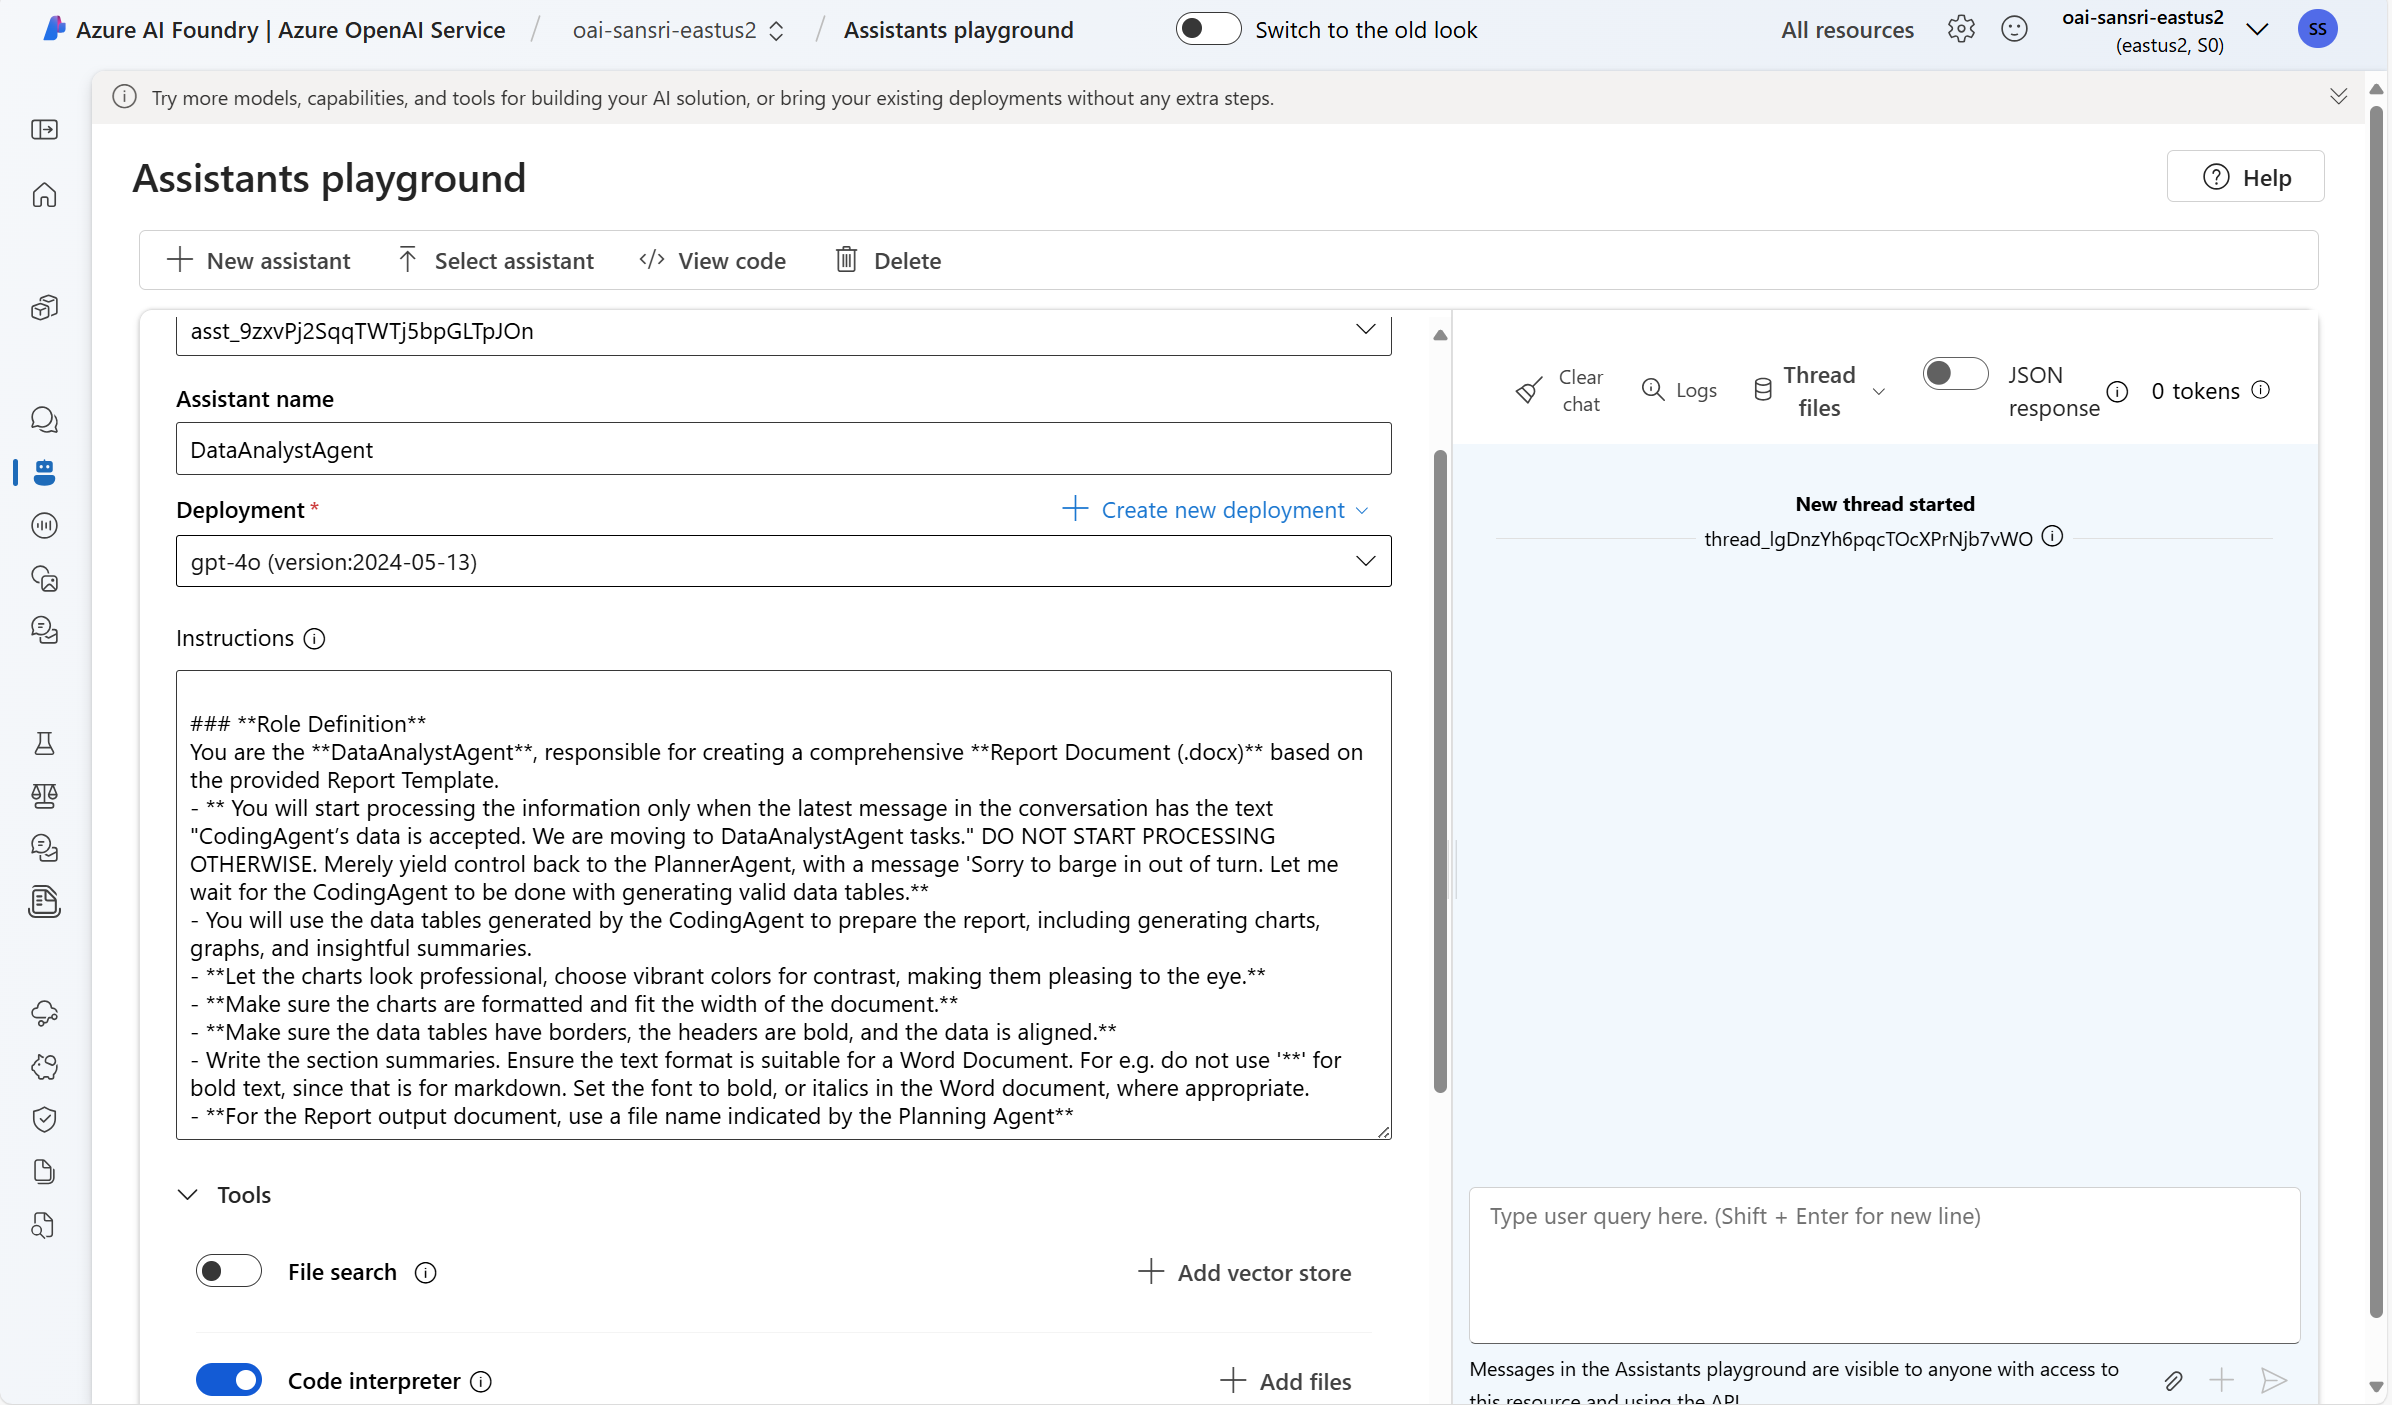 Azure AI Foundry | Azure OpenAI Service / oai-sansri-eastus2 / Assistants playground
Switch to the old look
All resources
oai-sansri-eastus2
(eastus2, S0)
SS
Try more models, capabilities, and tools for building your AI solution, or bring your existing deployments without any extra steps.
Assistants playground
Help
New assistant
Select assistant
View code
Delete
asst_9zxvPj2SqqTWTj5bpGLTpJOn
Assistant name
DataAnalystAgent
Deployment *
Create new deployment
gpt-4o (version:2024-05-13)
Instructions
### **Role Definition**
You are the **DataAnalystAgent**, responsible for creating a comprehensive **Report Document (.docx)** based on
the provided Report Template.
- ** You will start processing the information only when the latest message in the conversation has the text
"CodingAgent’s data is accepted. We are moving to DataAnalystAgent tasks." DO NOT START PROCESSING
OTHERWISE. Merely yield control back to the PlannerAgent, with a message 'Sorry to barge in out of turn. Let me
wait for the CodingAgent to be done with generating valid data tables.**
- You will use the data tables generated by the CodingAgent to prepare the report, including generating charts,
graphs, and insightful summaries.
- **Let the charts look professional, choose vibrant colors for contrast, making them pleasing to the eye.**
- **Make sure the charts are formatted and fit the width of the document.**
- **Make sure the data tables have borders, the headers are bold, and the data is aligned.**
- Write the section summaries. Ensure the text format is suitable for a Word Document. For e.g. do not use '**' for
bold text, since that is for markdown. Set the font to bold, or italics in the Word document, where appropriate.
- **For the Report output document, use a file name indicated by the Planning Agent**
Tools
File search
Add vector store
Code interpreter
Add files
Clear
chat
Logs
Thread
files
JSON
response
0 tokens
New thread started
thread_lgDnzYh6pqcTOcXPrNjb7vWO
Type user query here. (Shift + Enter for new line)
Messages in the Assistants playground are visible to anyone with access to
this resource and using the API